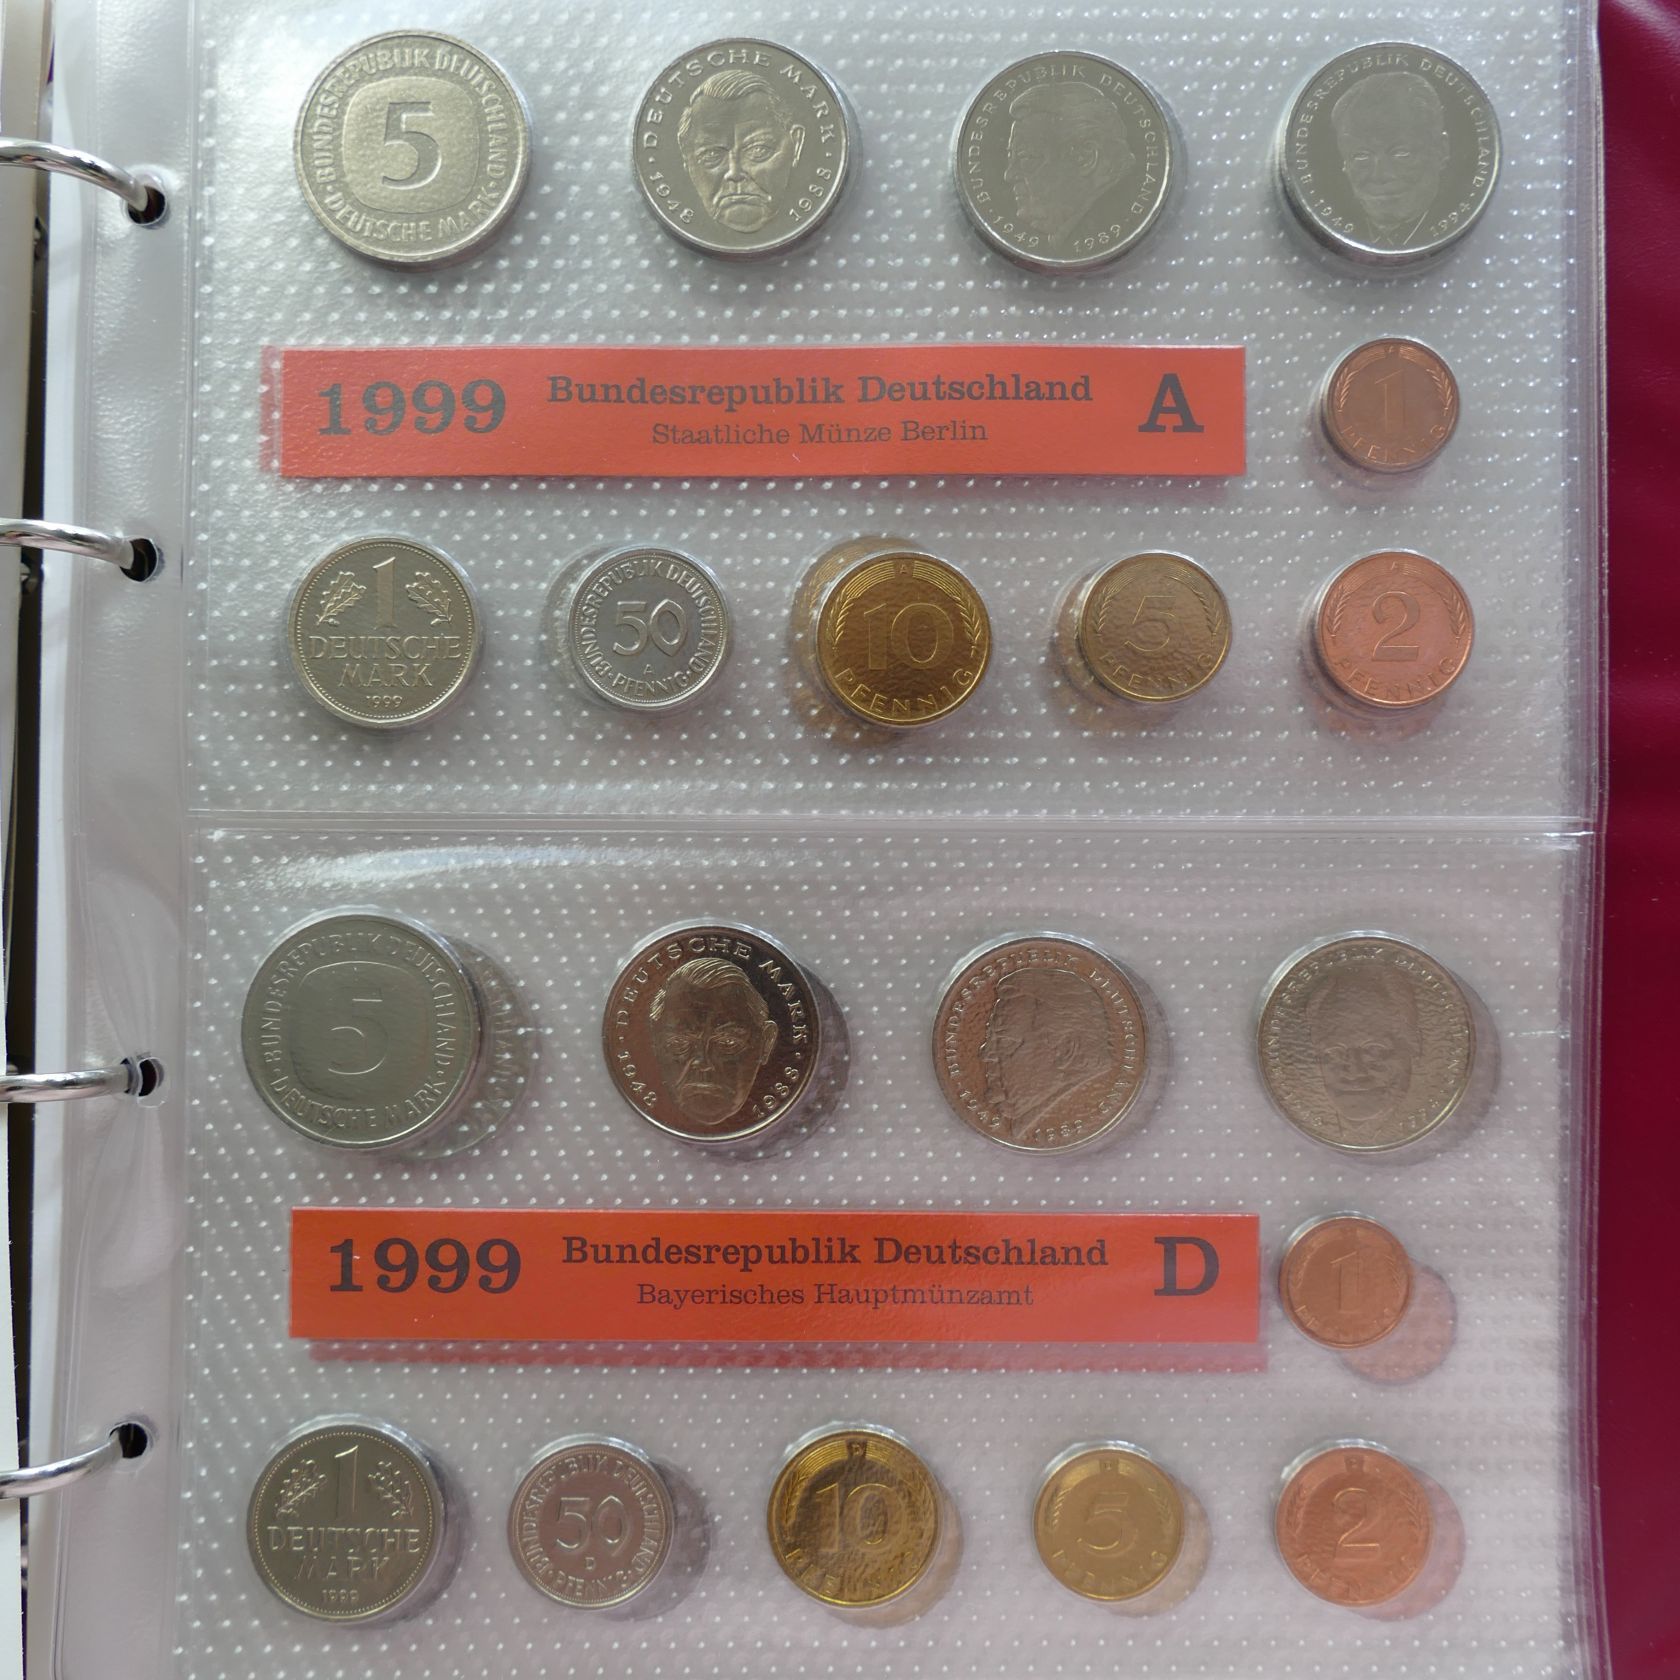 ·BUNDESREPUBLIK DEUTSCHLAND·
DEUTSCHE MARK
5
·DEUTSCHE MARK·
1948 1988
BUNDESREPUBLIK DEUTSCHLAND
·1949 1989·
BUNDESREPUBLIK DEUTSCHLAND
·1949 1994·
1999 Bundesrepublik Deutschland A
Staatliche Münze Berlin
A
1
PFENNIG
1
DEUTSCHE
MARK
1999
BUNDESREPUBLIK DEUTSCHLAND
50
A
·PFENNIG·
A
10
PFENNIG
5
PFENNIG
A
2
PFENNIG
·BUNDESREPUBLIK DEUTSCHLAND·
5
DEUTSCHE MARK
·DEUTSCHE MARK·
1948 1988
·BUNDESREPUBLIK DEUTSCHLAND·
1949 1989
BUNDESREPUBLIK DEUTSCHLAND
1994
1999 Bundesrepublik Deutschland D
Bayerisches Hauptmünzamt
1
PFENNIG
1
DEUTSCHE
MARK
1999
·BUNDESREPUBLIK DEUTSCHLAND·
50
D
PFENNIG
D
10
PFENNIG
D
5
PFENNIG
D
2
PFENNIG